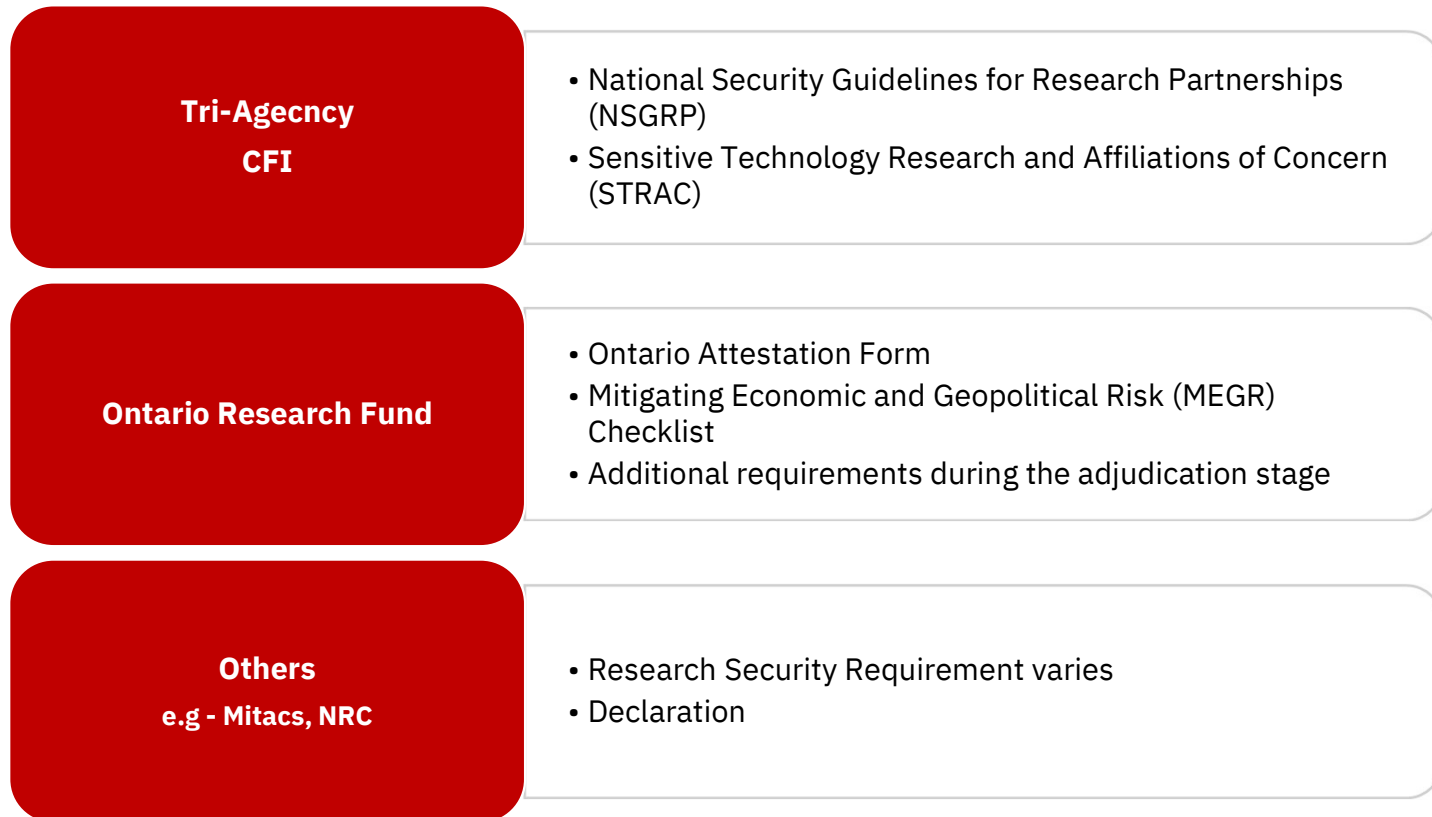 Tri-Agecncy
CFI
• National Security Guidelines for Research Partnerships
(NSGRP)
• Sensitive Technology Research and Affiliations of Concern
(STRAC)
Ontario Research Fund
• Ontario Attestation Form
• Mitigating Economic and Geopolitical Risk (MEGR)
Checklist
• Additional requirements during the adjudication stage
Others
e.g - Mitacs, NRC
• Research Security Requirement varies
• Declaration